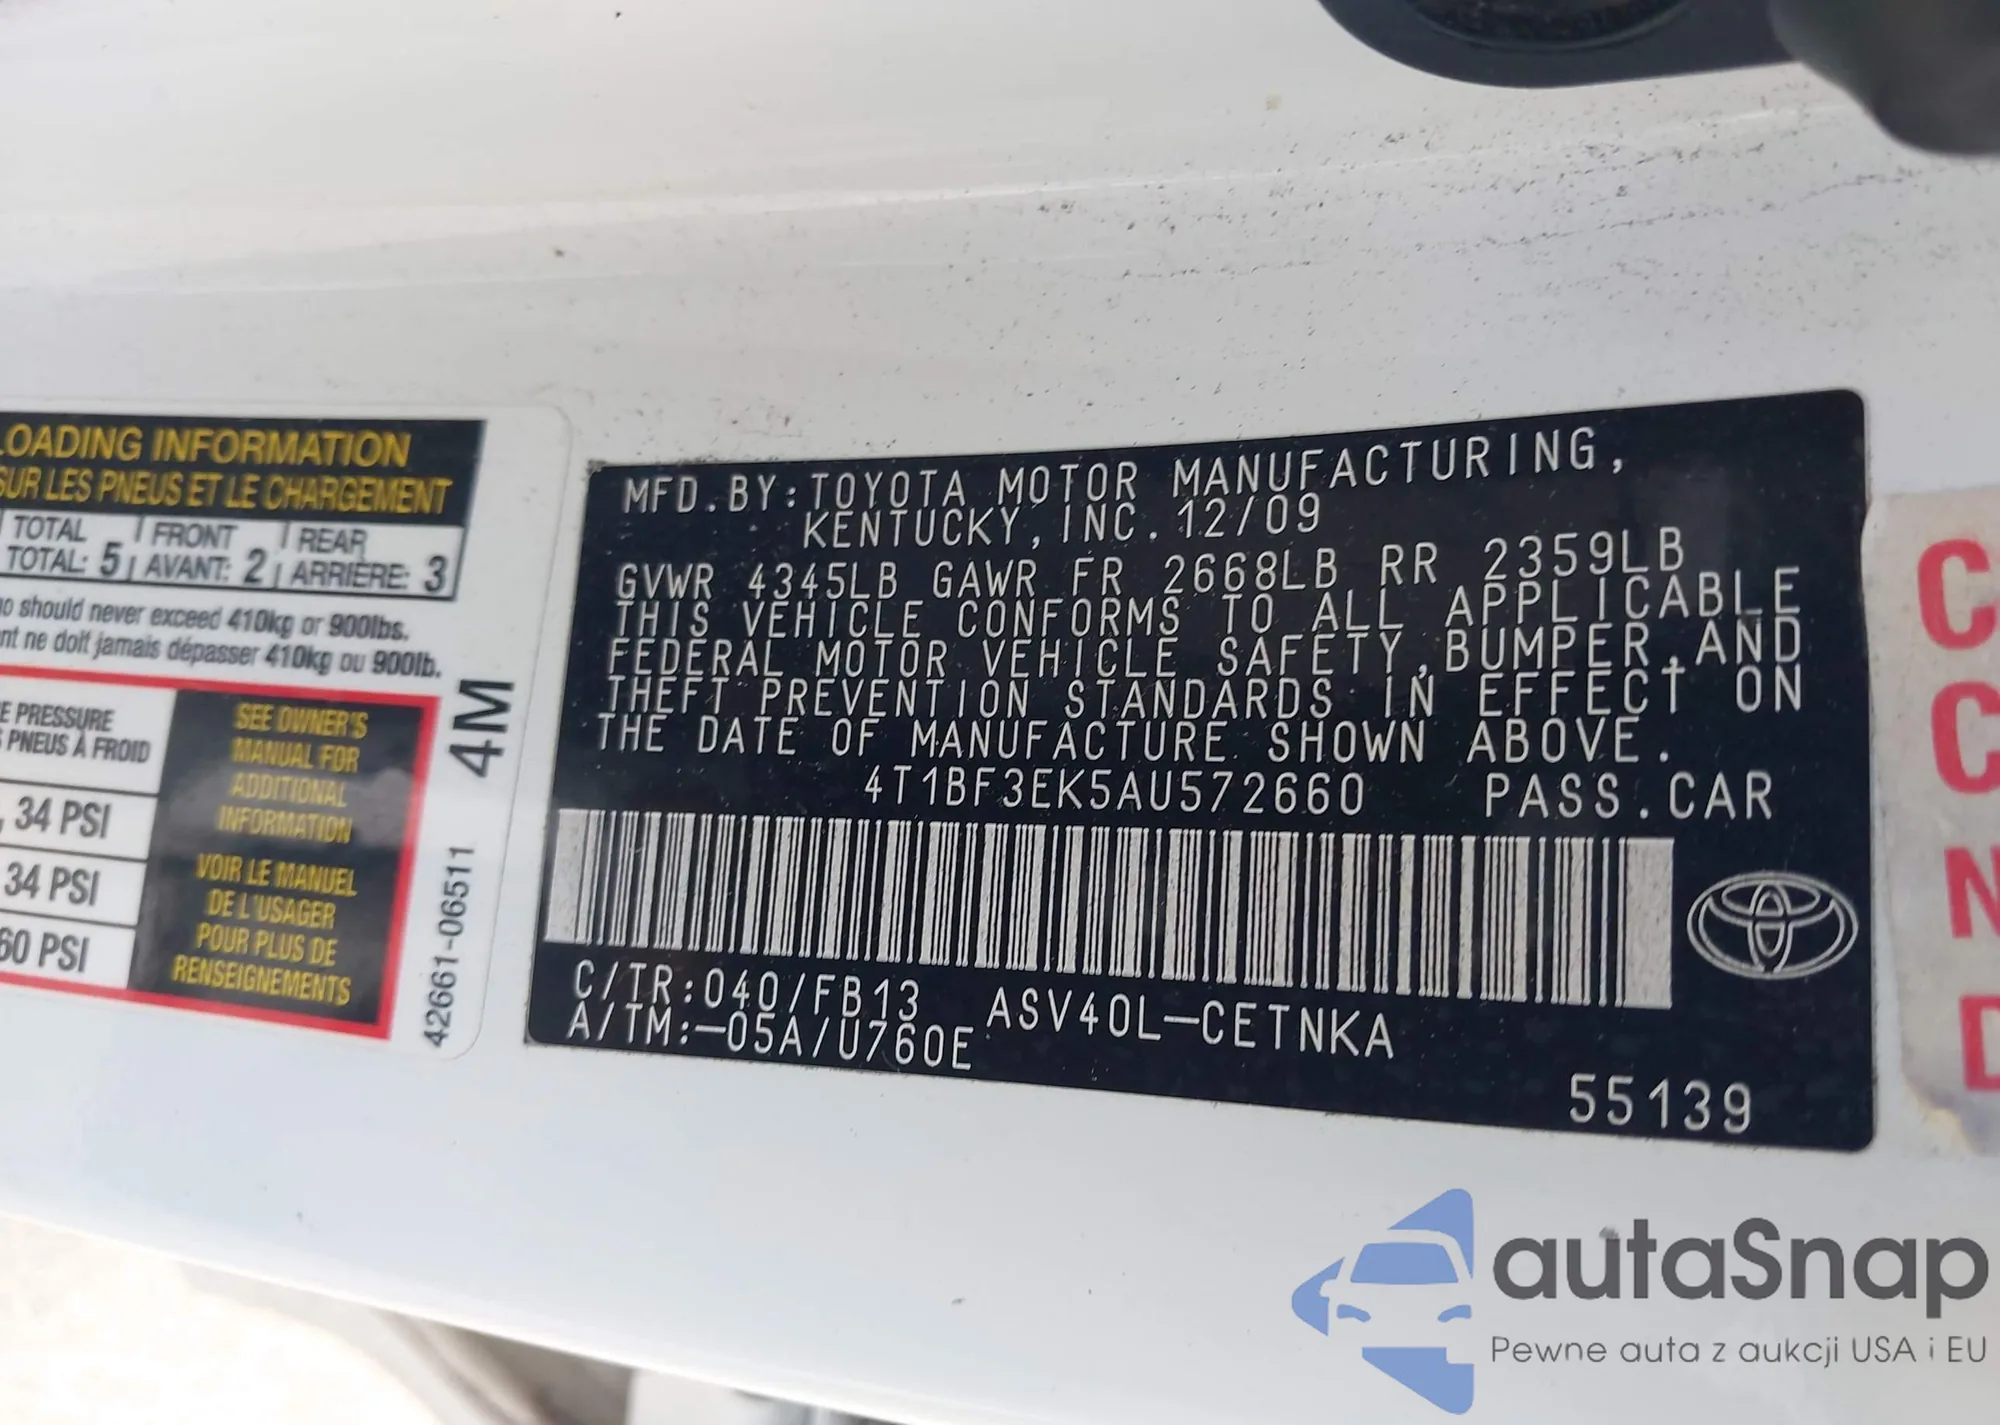 OADING INFORMATION
SUR LES PNEUS ET LE CHARGEMENT
TOTAL FRONT REAR
TOTAL: 5 AVANT: 2 ARRIÈRE: 3
should never exceed 410kg or 900lbs.
ne doit jamais dépasser 410kg ou 900lb.
PRESSURE
PNEUS À FROID
34 PSI
34 PSI
60 PSI
SEE OWNER'S
MANUAL FOR
ADDITIONAL
INFORMATION
VOIR LE MANUEL
DE L'USAGER
POUR PLUS DE
RENSEIGNEMENTS
4M
42661-06511
MFD.BY:TOYOTA MOTOR MANUFACTURING,
KENTUCKY, INC. 12/09
GVWR 4345LB GAWR FR 2668LB RR 2359LB
THIS VEHICLE CONFORMS TO ALL APPLICABLE
FEDERAL MOTOR VEHICLE SAFETY,BUMPER,AND
THEFT PREVENTION STANDARDS IN EFFECT ON
THE DATE OF MANUFACTURE SHOWN ABOVE.
4T1BF3EK5AU572660 PASS.CAR
C/TR:040/FB13 ASV40L-CETNKA
A/TM:-05A/U760E
55139
C
C
N
D
autaSnap
Pewne auta z aukcji USA i EU